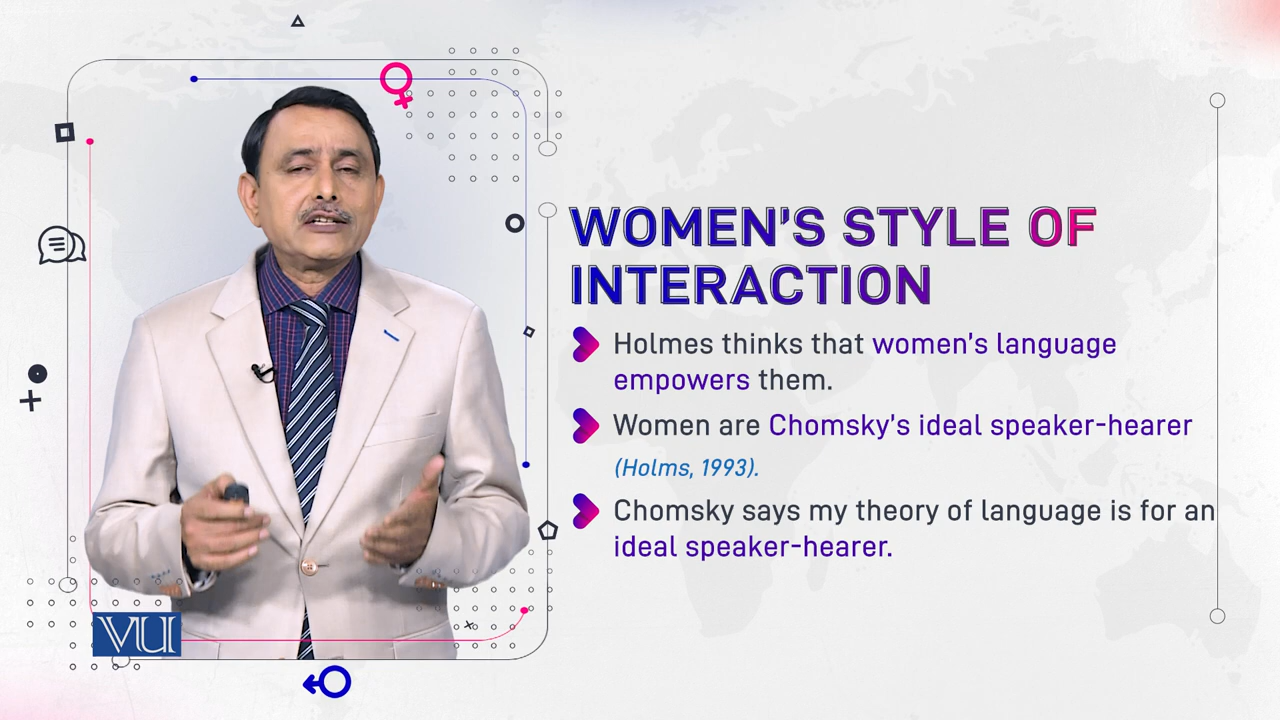 WOMEN'S STYLE OF
INTERACTION
Holmes thinks that women's language
empowers them.
Women are Chomsky's ideal speaker-hearer
(Holms, 1993).
Chomsky says my theory of language is for an
ideal speaker-hearer.
VU